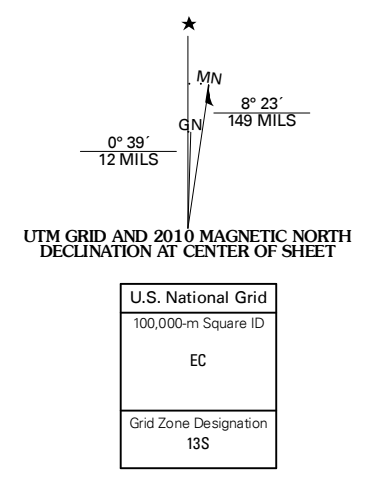 ★
MN
8° 23´
149 MILS
GN
0° 39´
12 MILS
UTM GRID AND 2010 MAGNETIC NORTH
DECLINATION AT CENTER OF SHEET
U.S. National Grid
100,000-m Square ID
EC
Grid Zone Designation
13S